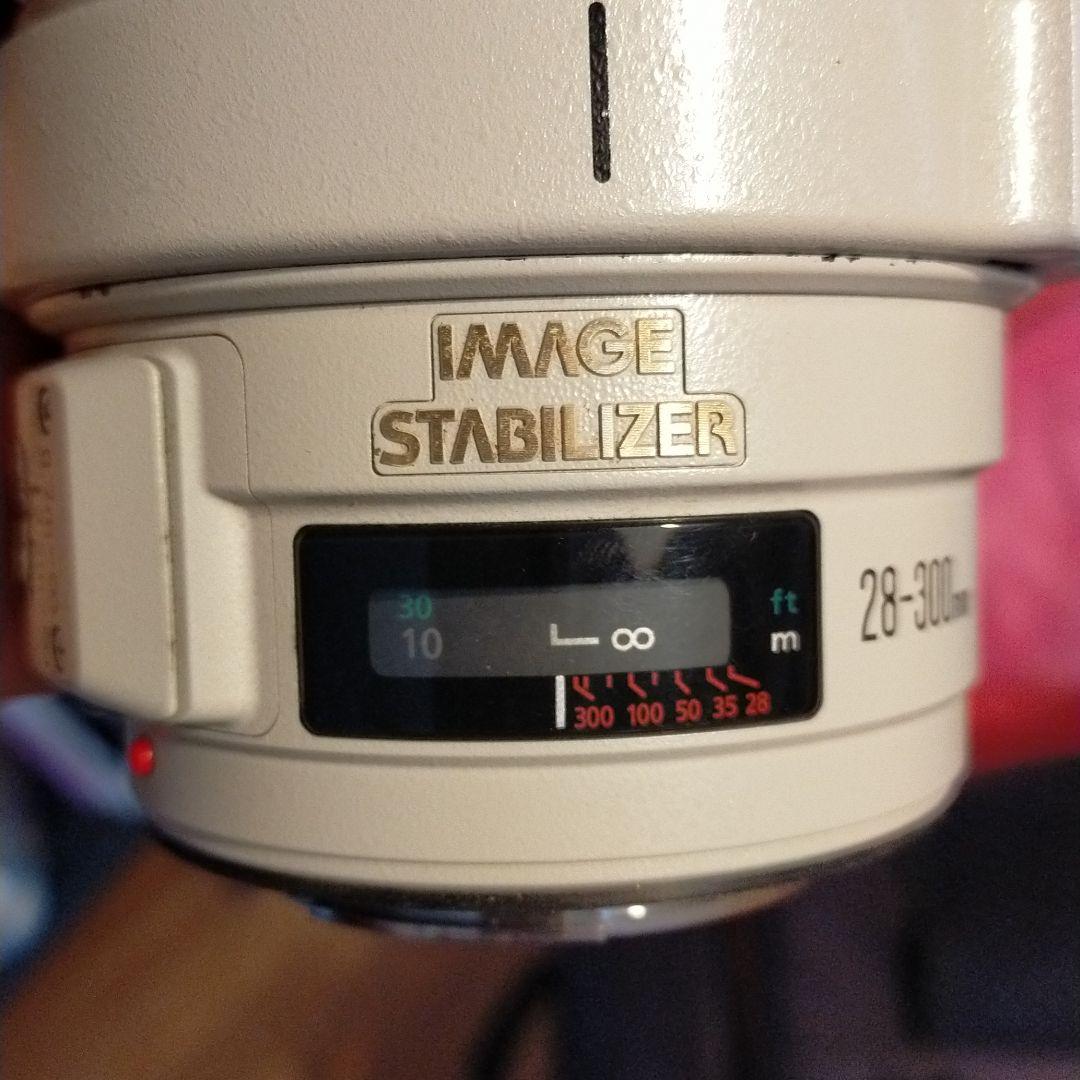 IMAGE
STABILIZER
30 ft
10 ∞ m
300 100 50 35 28
28-300mm